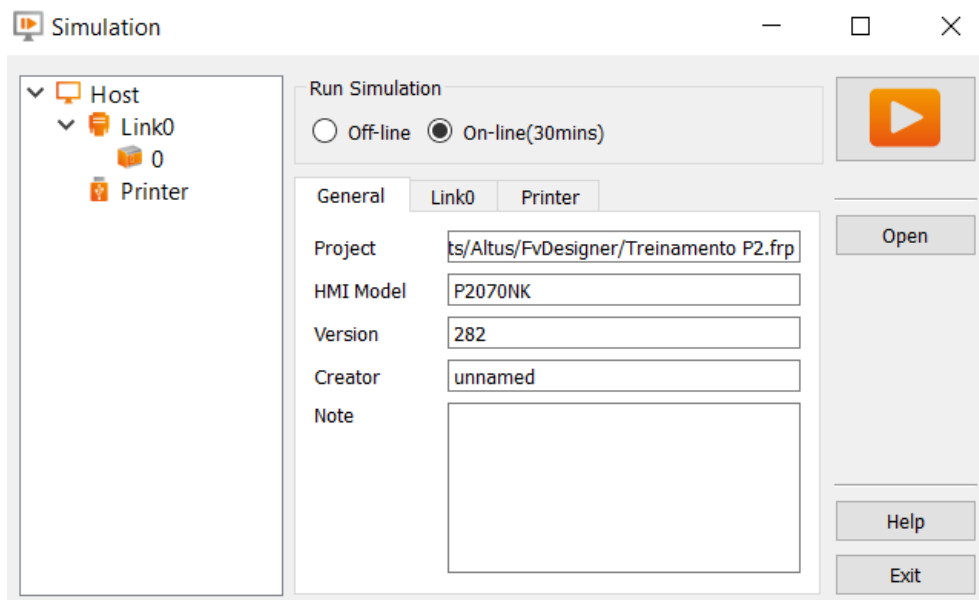 Simulation
Host
Link0
0
Printer
Run Simulation
Off-line On-line(30mins)
General Link0 Printer
Project ts/Altus/FvDesigner/Treinamento P2.frp
HMI Model P2070NK
Version 282
Creator unnamed
Note
Open
Help
Exit